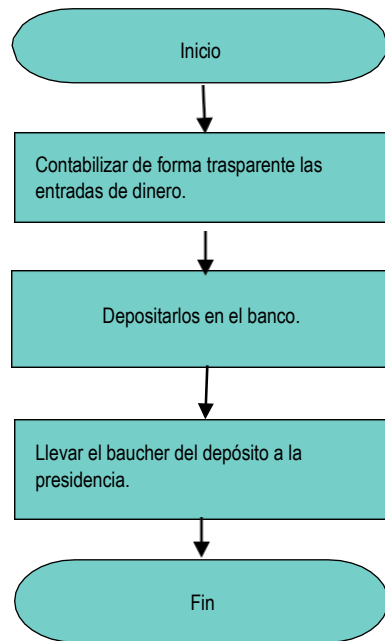 Inicio
Contabilizar de forma trasparente las
entradas de dinero.
Depositarlos en el banco.
Llevar el baucher del depósito a la
presidencia.
Fin